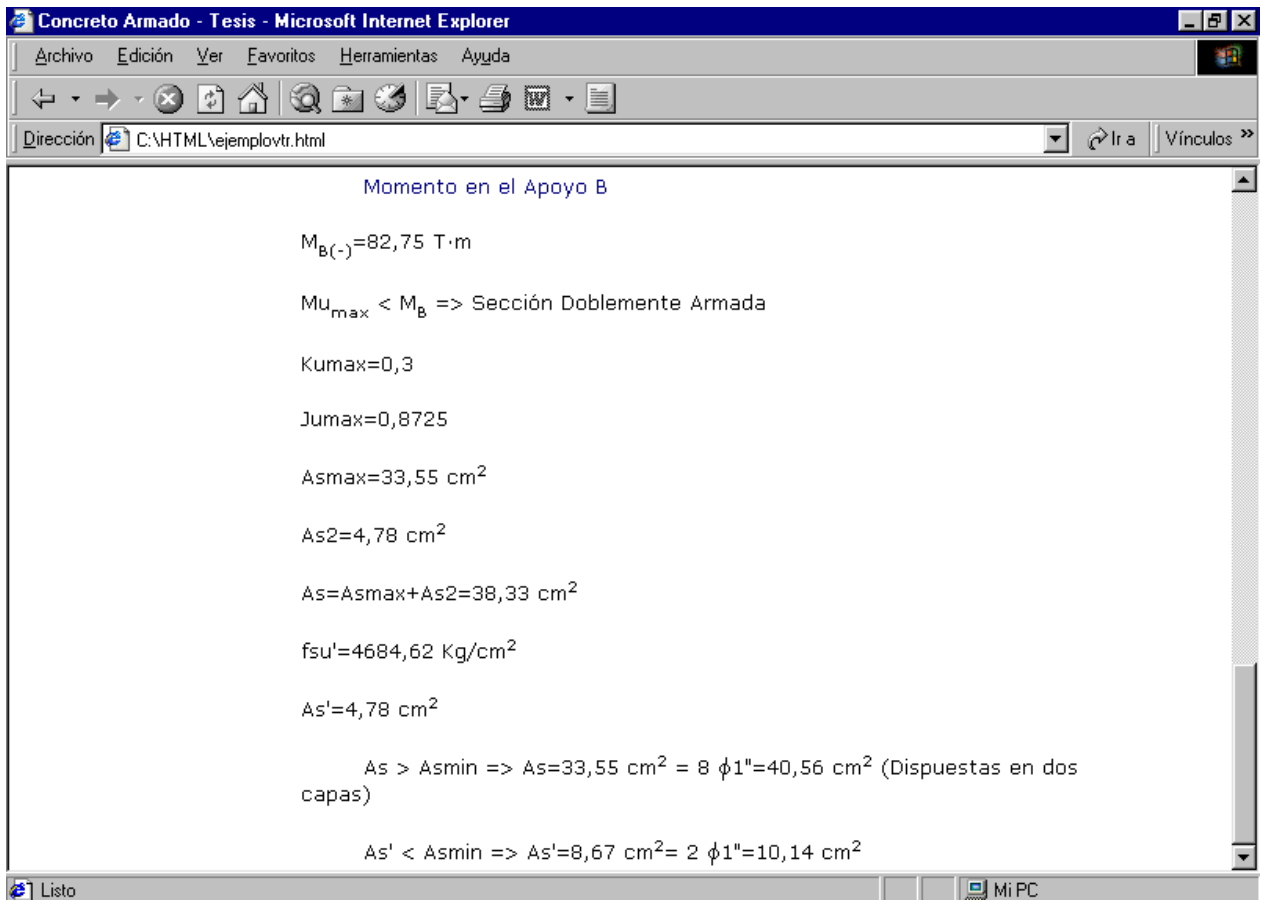 Concreto Armado - Tesis - Microsoft Internet Explorer
Archivo Edición Ver Favoritos Herramientas Ayuda
Dirección C:\HTML\ejemplovtr.html Ir a Vínculos »
Momento en el Apoyo B
M_B(-)=82,75 T·m
Mu_max < M_B => Sección Doblemente Armada
Kumax=0,3
Jumax=0,8725
Asmax=33,55 cm²
As2=4,78 cm²
As=Asmax+As2=38,33 cm²
fsu'=4684,62 Kg/cm²
As'=4,78 cm²
As > Asmin => As=33,55 cm² = 8 ϕ1"=40,56 cm² (Dispuestas en dos
capas)
As' < Asmin => As'=8,67 cm²= 2 ϕ1"=10,14 cm²
Listo Mi PC